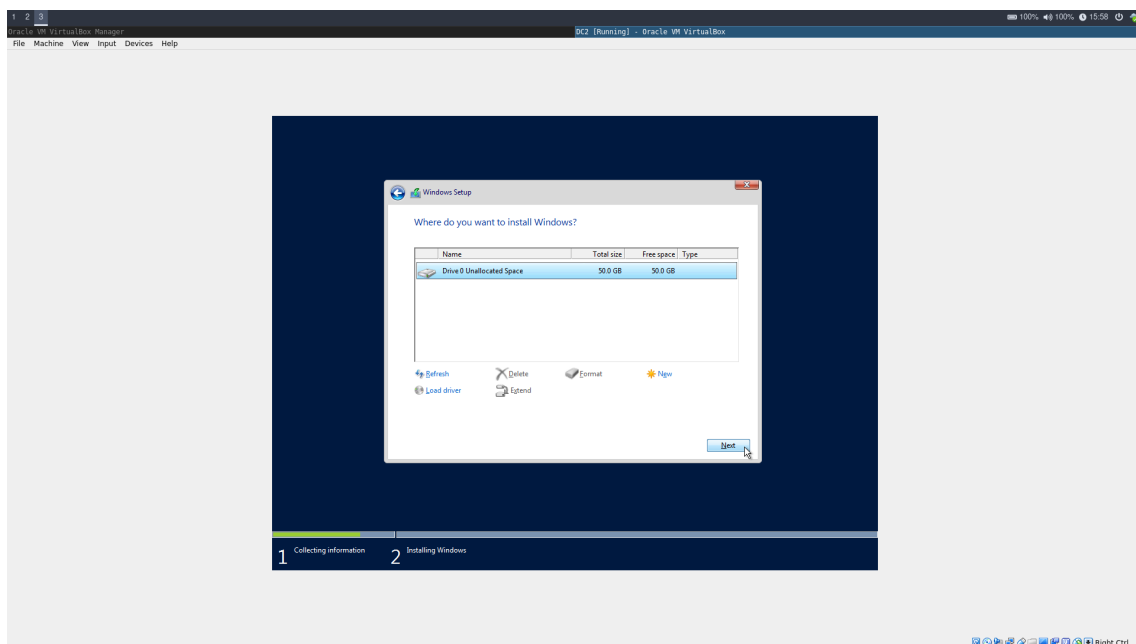 1 2 3
100% 100% 15:58
Oracle VM VirtualBox Manager
DC2 [Running] - Oracle VM VirtualBox
File Machine View Input Devices Help
Windows Setup
Where do you want to install Windows?
Name Total size Free space Type
Drive 0 Unallocated Space 50.0 GB 50.0 GB
Refresh Delete Format New
Load driver Extend
Next
1 Collecting information 2 Installing Windows
Right Ctrl